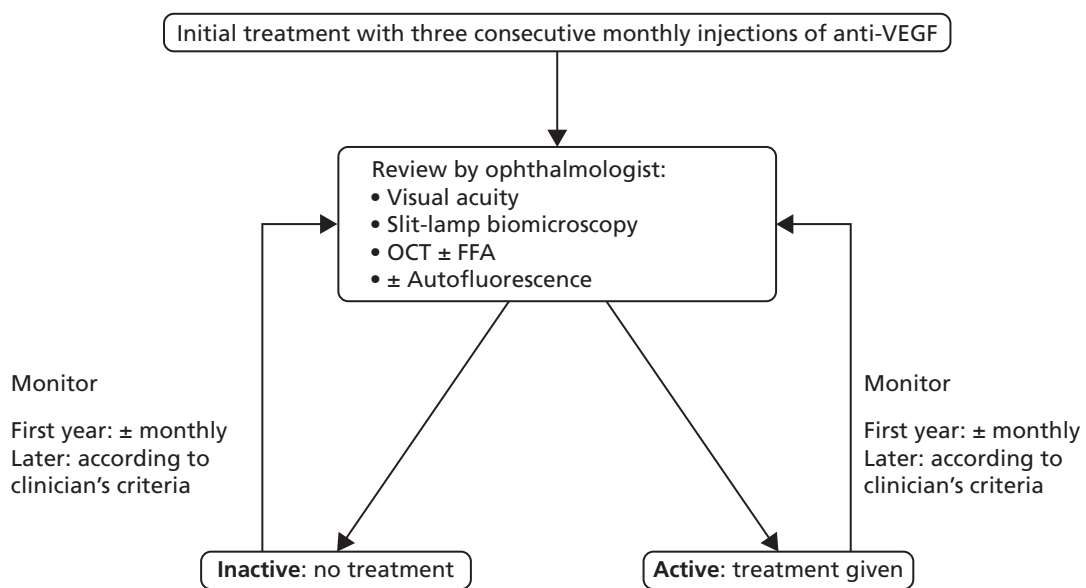 Initial treatment with three consecutive monthly injections of anti-VEGF
Review by ophthalmologist:
• Visual acuity
• Slit-lamp biomicroscopy
• OCT ± FFA
• ± Autofluorescence
Monitor
First year: ± monthly
Later: according to
clinician’s criteria
Monitor
First year: ± monthly
Later: according to
clinician’s criteria
Inactive: no treatment
Active: treatment given